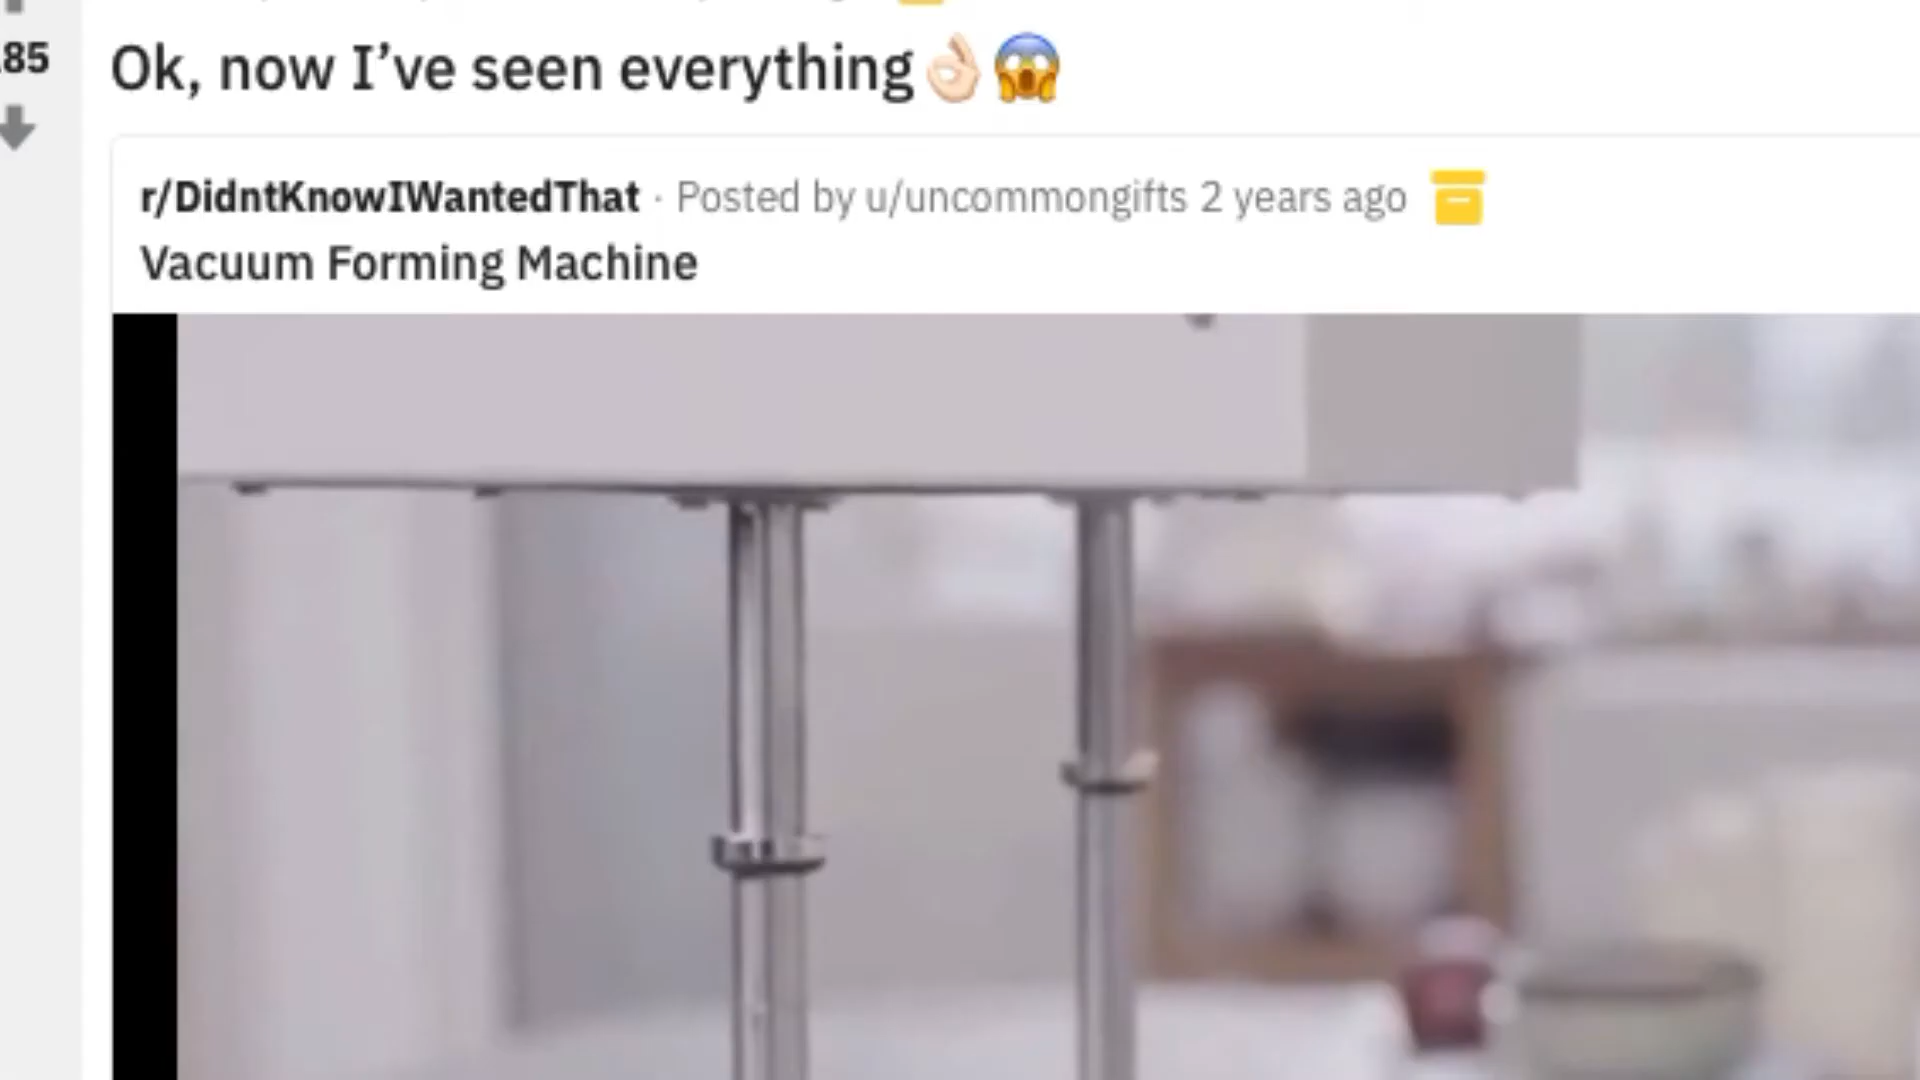 85
Ok, now I’ve seen everything👌🏻😱
r/DidntKnowIWantedThat · Posted by u/uncommongifts 2 years ago
Vacuum Forming Machine